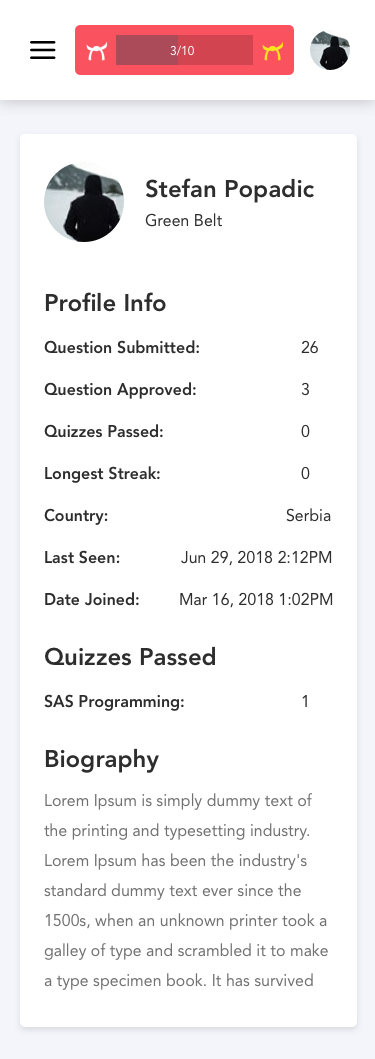 3/10
Stefan Popadic
Green Belt
Profile Info
Question Submitted: 26
Question Approved: 3
Quizzes Passed: 0
Longest Streak: 0
Country: Serbia
Last Seen: Jun 29, 2018 2:12PM
Date Joined: Mar 16, 2018 1:02PM
Quizzes Passed
SAS Programming: 1
Biography
Lorem Ipsum is simply dummy text of
the printing and typesetting industry.
Lorem Ipsum has been the industry's
standard dummy text ever since the
1500s, when an unknown printer took a
galley of type and scrambled it to make
a type specimen book. It has survived